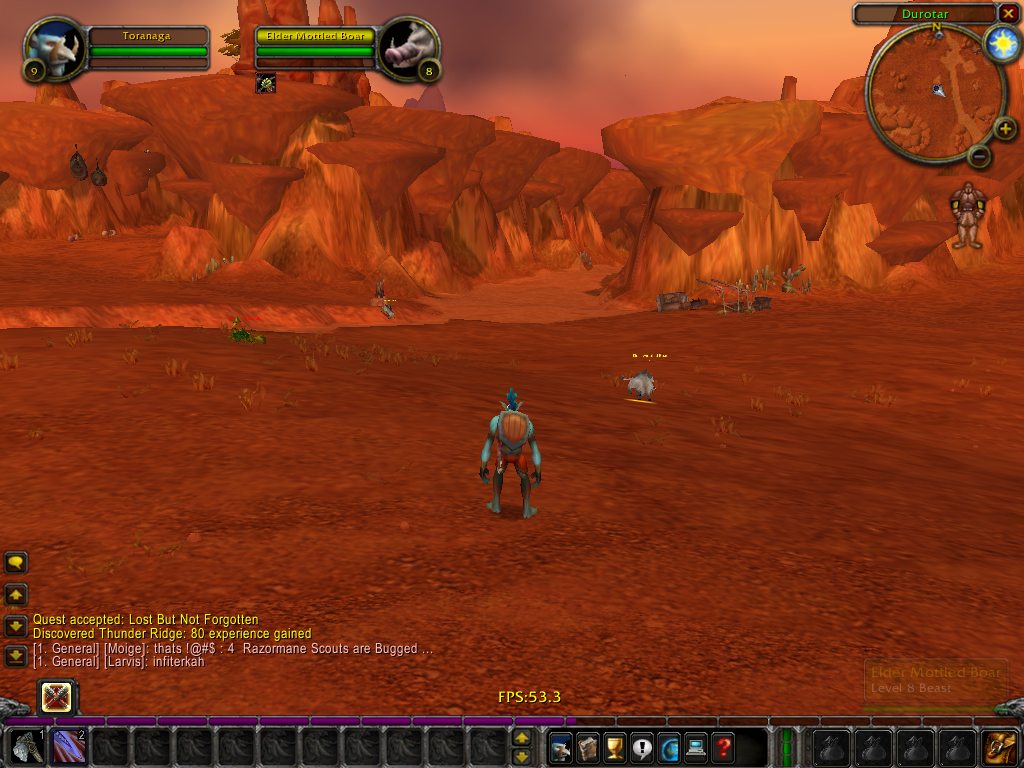 Toranaga
9
Elder Mottled Boar
8
Durotar
N
Quest accepted: Lost But Not Forgotten
Discovered Thunder Ridge: 80 experience gained
[1. General] [Moige]: thats !@#$ : 4 Razormane Scouts are Bugged ...
[1. General] [Larvis]: infiterkah
Elder Mottled Boar
Level 8 Beast
FPS:53.3
1
2